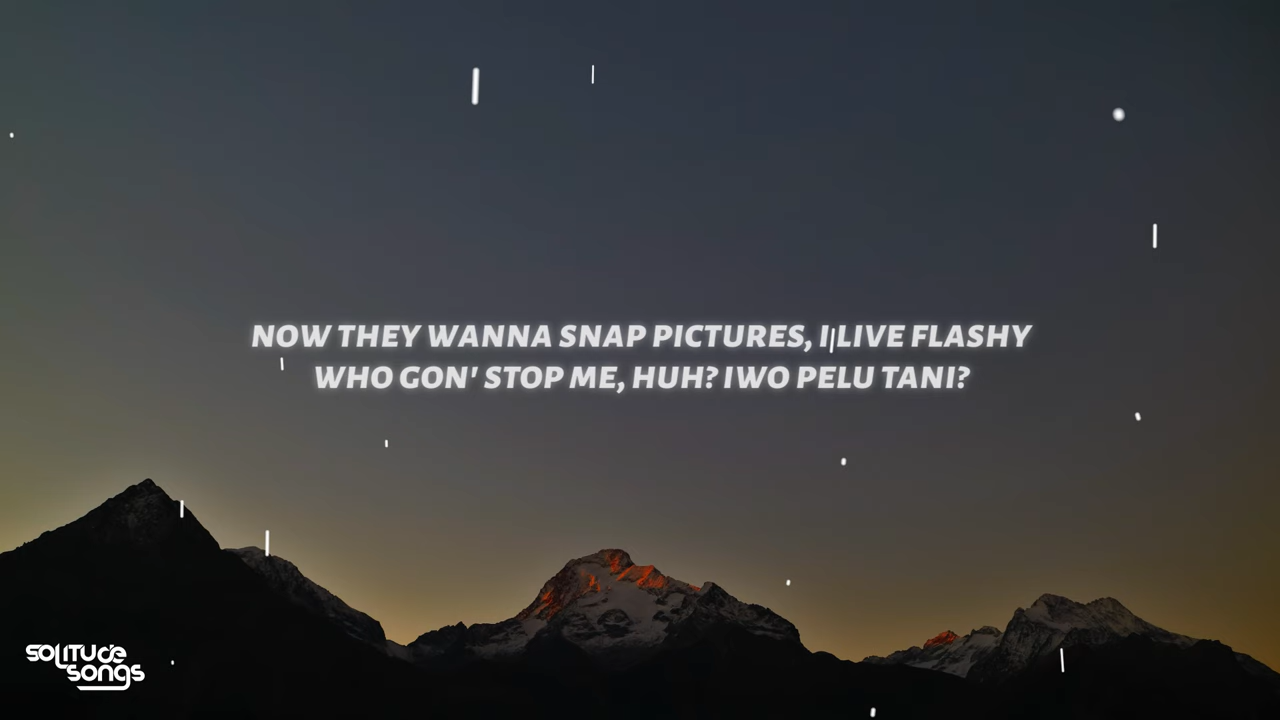 NOW THEY WANNA SNAP PICTURES, I LIVE FLASHY
WHO GON' STOP ME, HUH? IWO PELU TANI?
SOLITUDE
SONGS